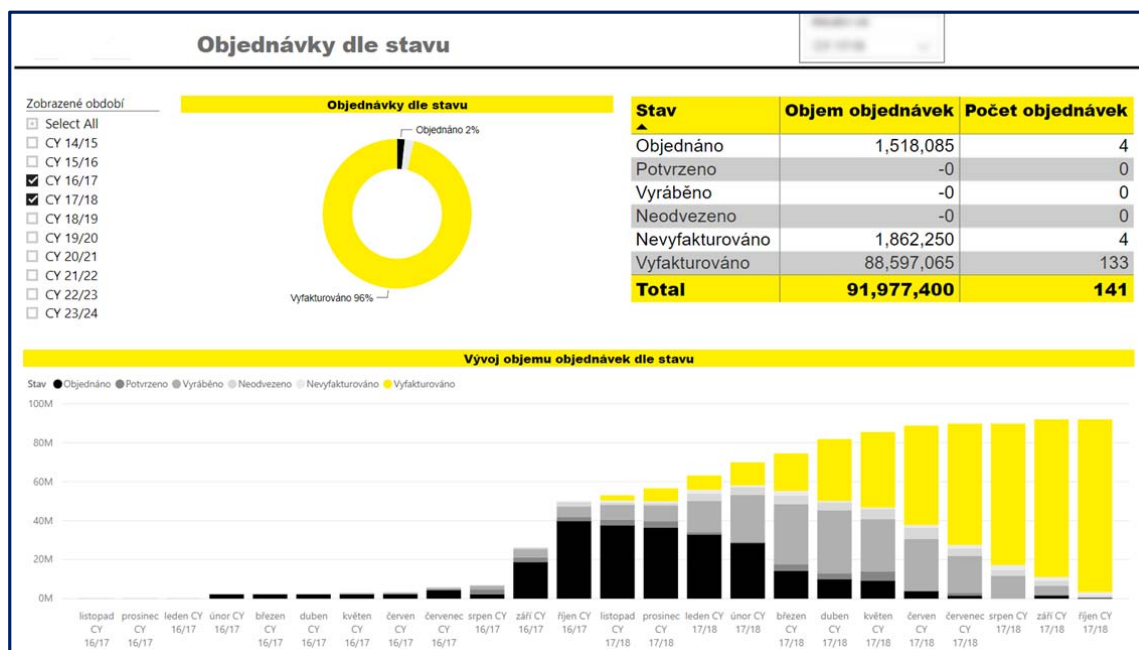 Objednávky dle stavu
Zobrazené období
Select All
CY 14/15
CY 15/16
CY 16/17
CY 17/18
CY 18/19
CY 19/20
CY 20/21
CY 21/22
CY 22/23
CY 23/24
Objednávky dle stavu
Objednáno 2%
Vyfakturováno 96%
Stav Objem objednávek Počet objednávek
Objednáno 1,518,085 4
Potvrzeno -0 0
Vyráběno -0 0
Neodvezeno -0 0
Nevyfakturováno 1,862,250 4
Vyfakturováno 88,597,065 133
Total 91,977,400 141
Vývoj objemu objednávek dle stavu
Stav Objednáno Potvrzeno Vyráběno Neodvezeno Nevyfakturováno Vyfakturováno
100M
80M
60M
40M
20M
0M
listopad prosinec leden CY únor CY březen duben květen červen červenec srpen CY září CY říjen CY listopad prosinec leden CY únor CY březen duben květen červen červenec srpen CY září CY říjen CY
CY CY 16/17 16/17 CY CY CY CY CY 16/17 16/17 16/17 CY CY 17/18 17/18 CY CY CY CY CY 17/18 17/18 17/18
16/17 16/17 16/17 16/17 16/17 16/17 16/17 17/18 17/18 17/18 17/18 17/18 17/18 17/18